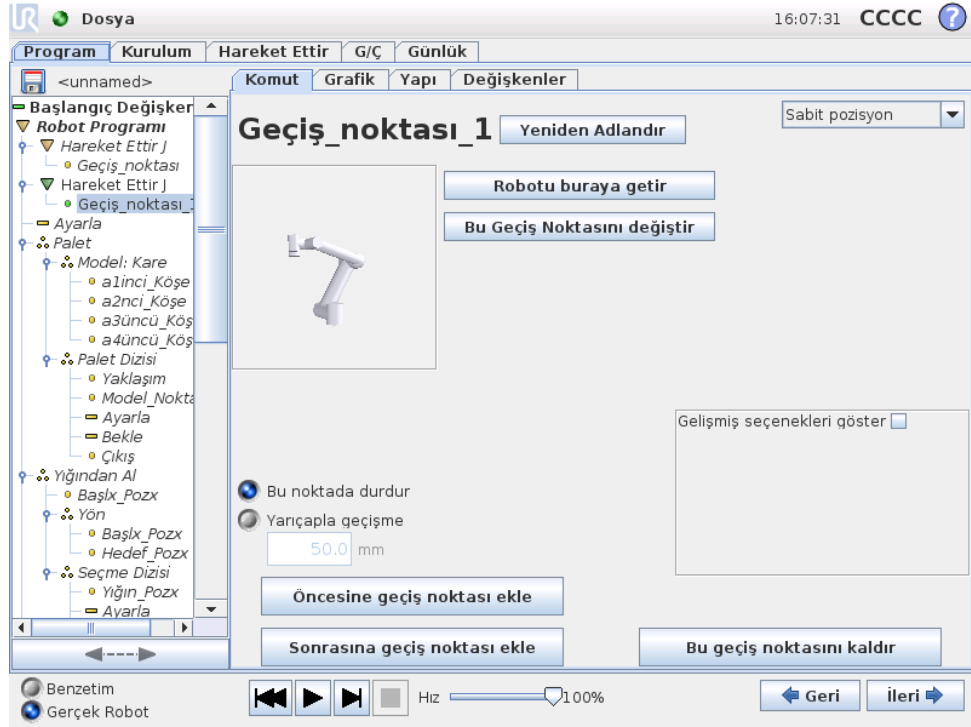 Dosya 16:07:31 CCCC ?
Program Kurulum Hareket Ettir G/Ç Günlük
<unnamed>
Komut Grafik Yapı Değişkenler
Başlangıç Değişker
Robot Programı
Hareket Ettir J
Geçiş_noktası
Hareket Ettir J
Geçiş_noktası_1
Ayarla
Palet
Model: Kare
a1inci_Köşe
a2nci_Köşe
a3üncü_Köş
a4üncü_Köş
Palet Dizisi
Yaklaşım
Model_Nokta
Ayarla
Bekle
Çıkış
Yığından Al
Başlx_Pozx
Yön
Başlx_Pozx
Hedef_Pozx
Seçme Dizisi
Yığın_Pozx
Ayarla
Geçiş_noktası_1 Yeniden Adlandır
Sabit pozisyon
Robotu buraya getir
Bu Geçiş Noktasını değiştir
Gelişmiş seçenekleri göster
Bu noktada durdur
Yarıçapla geçişme
50.0 mm
Öncesine geçiş noktası ekle
Sonrasına geçiş noktası ekle
Bu geçiş noktasını kaldır
Benzetim
Gerçek Robot
Hız 100%
Geri İleri